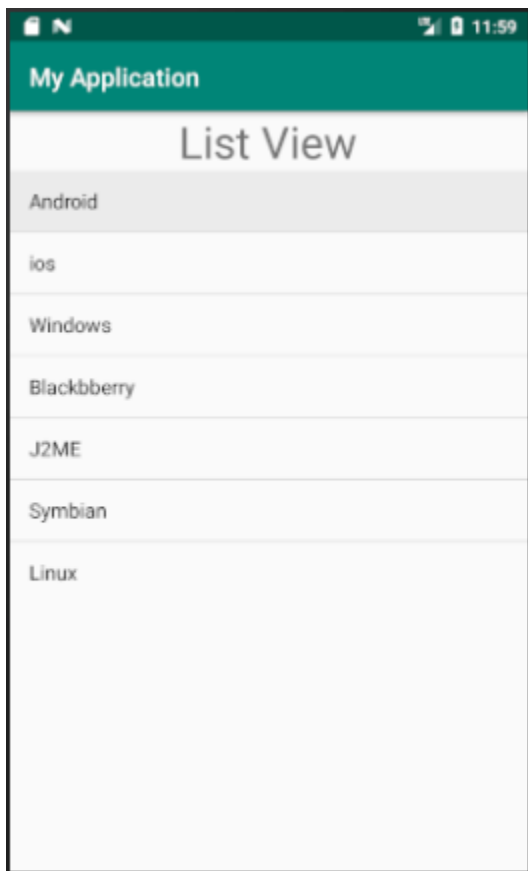 11:59
My Application
List View
Android
ios
Windows
Blackbberry
J2ME
Symbian
Linux